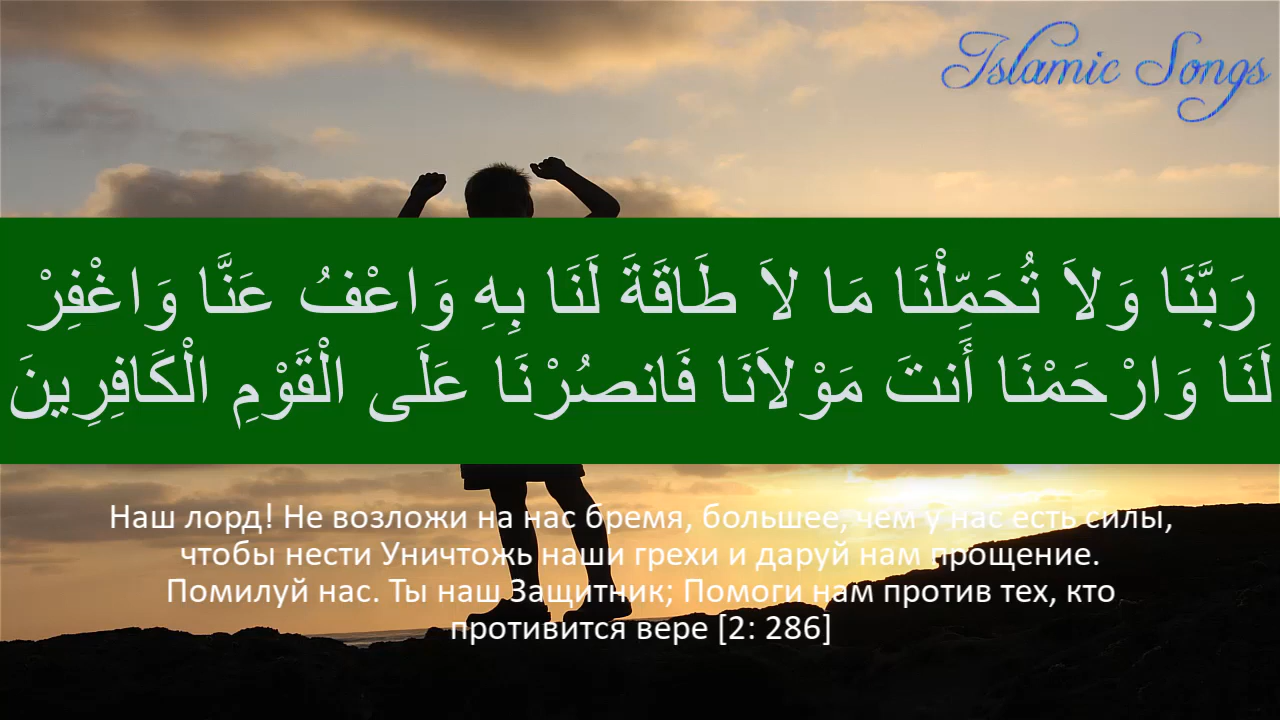 Islamic Songs
رَبَّنَا وَلاَ تُحَمِّلْنَا مَا لاَ طَاقَةَ لَنَا بِهِ وَاعْفُ عَنَّا وَاغْفِرْ
لَنَا وَارْحَمْنَا أَنتَ مَوْلاَنَا فَانصُرْنَا عَلَى الْقَوْمِ الْكَافِرِينَ
Наш лорд! Не возложи на нас бремя, большее, чем у нас есть силы,
чтобы нести Уничтожь наши грехи и даруй нам прощение.
Помилуй нас. Ты наш Защитник; Помоги нам против тех, кто
противится вере [2: 286]